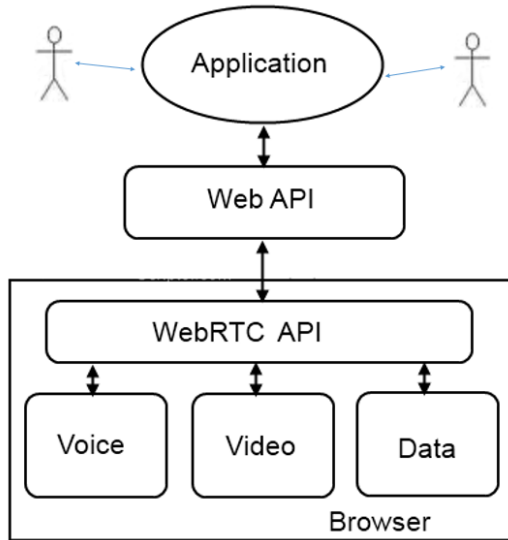 Application
Web API
WebRTC API
Voice
Video
Data
Browser